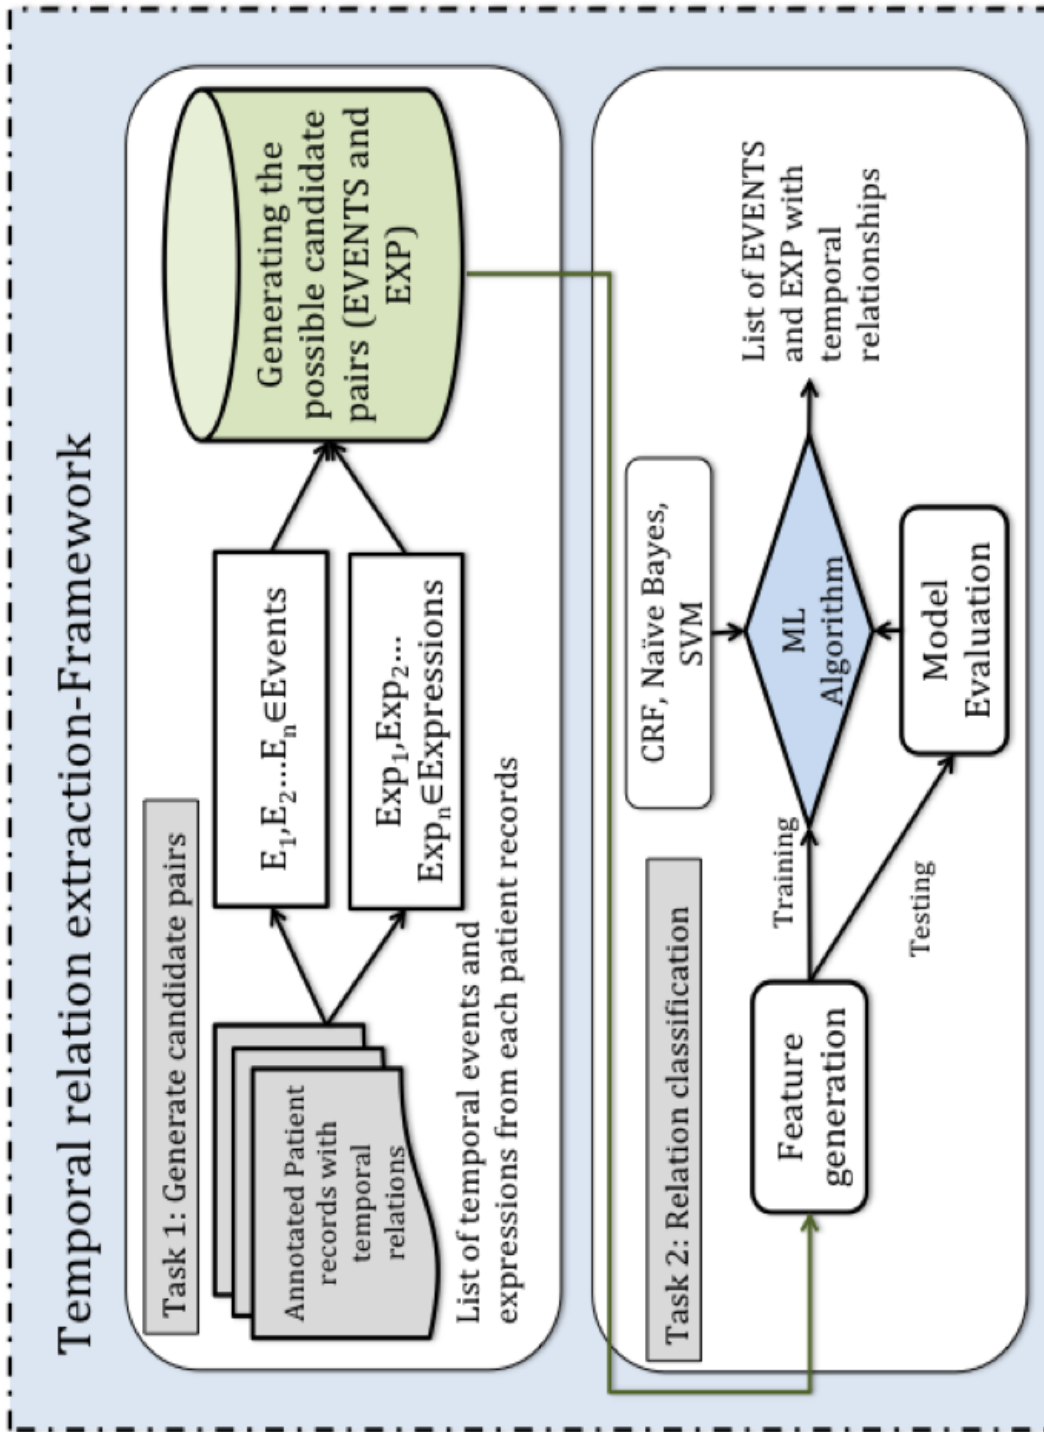 Temporal relation extraction-Framework
Task 1: Generate candidate pairs
Annotated Patient
records with
temporal
relations
List of temporal events and
expressions from each patient records
E₁,E₂...Eₙ∈Events
Exp₁,Exp₂...
Expₙ∈Expressions
Generating the
possible candidate
pairs (EVENTS and
EXP)
Task 2: Relation classification
Feature
generation
Training
Testing
CRF, Naïve Bayes,
SVM
ML
Algorithm
Model
Evaluation
List of EVENTS
and EXP with
temporal
relationships